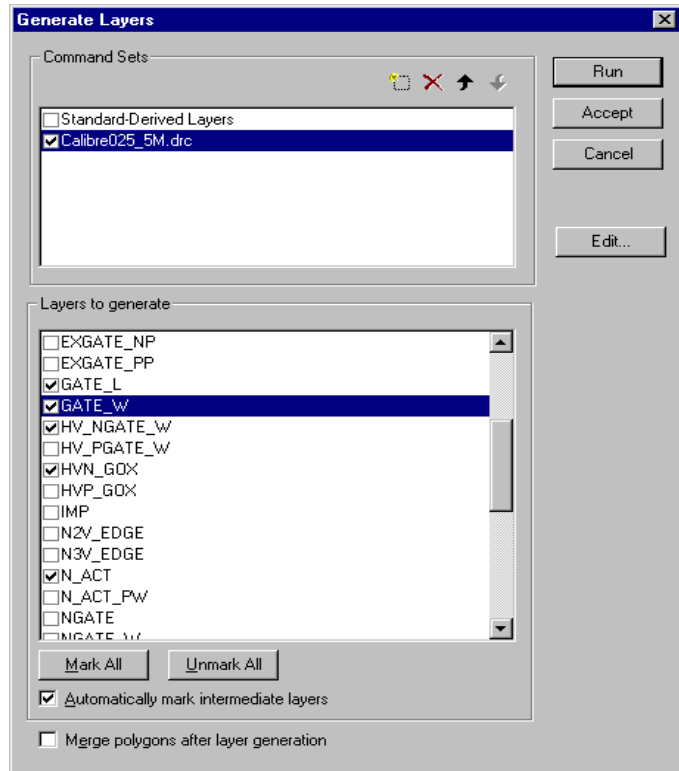 Generate Layers
Command Sets
Run
Standard-Derived Layers
Accept
Calibre025_5M.drc
Cancel
Edit...
Layers to generate
EXGATE_NP
EXGATE_PP
GATE_L
GATE_W
HV_NGATE_W
HV_PGATE_W
HVN_GOX
HVP_GOX
IMP
N2V_EDGE
N3V_EDGE
N_ACT
N_ACT_PW
NGATE
NGATE_W
Mark All
Unmark All
Automatically mark intermediate layers
Merge polygons after layer generation